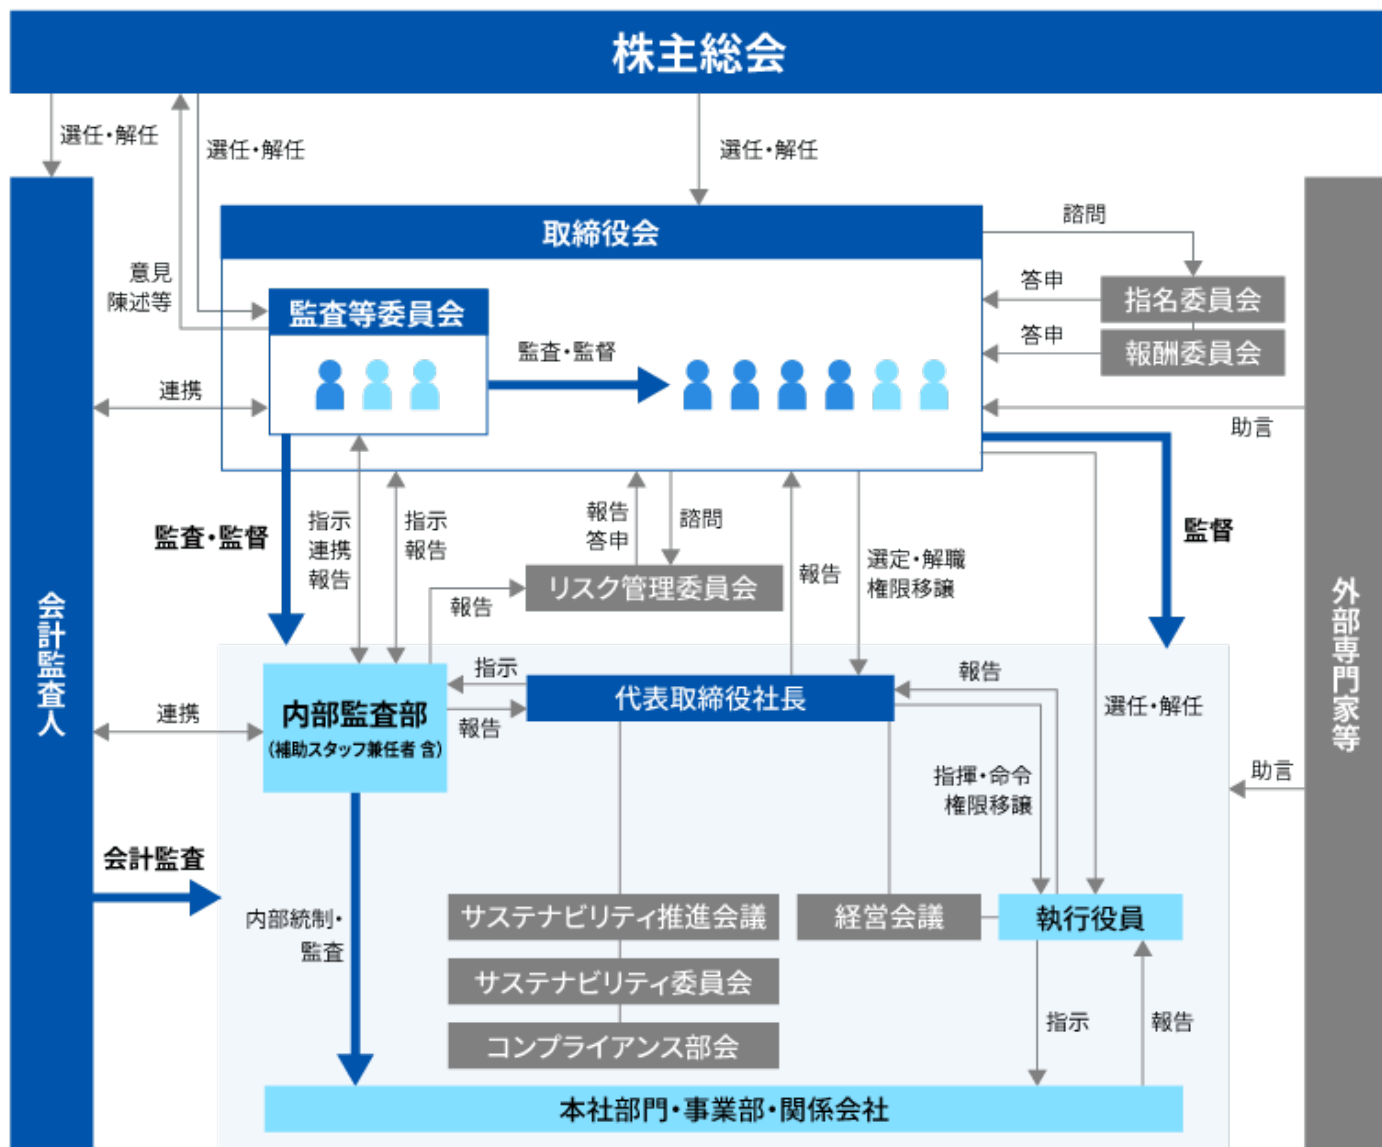 株主総会
選任・解任
選任・解任
選任・解任
取締役会
諮問
意見
陳述等
監査等委員会
答申
指名委員会
監査・監督
答申
報酬委員会
連携
助言
監査・監督
指示
連携
報告
指示
報告
報告
答申
諮問
報告
選定・解職
権限移譲
監督
リスク管理委員会
報告
会計監査人
外部専門家等
指示
代表取締役社長
報告
内部監査部
(補助スタッフ兼任者 含)
連携
報告
選任・解任
指揮・命令
権限移譲
助言
会計監査
内部統制・
監査
サステナビリティ推進会議
経営会議
執行役員
サステナビリティ委員会
コンプライアンス部会
指示
報告
本社部門・事業部・関係会社